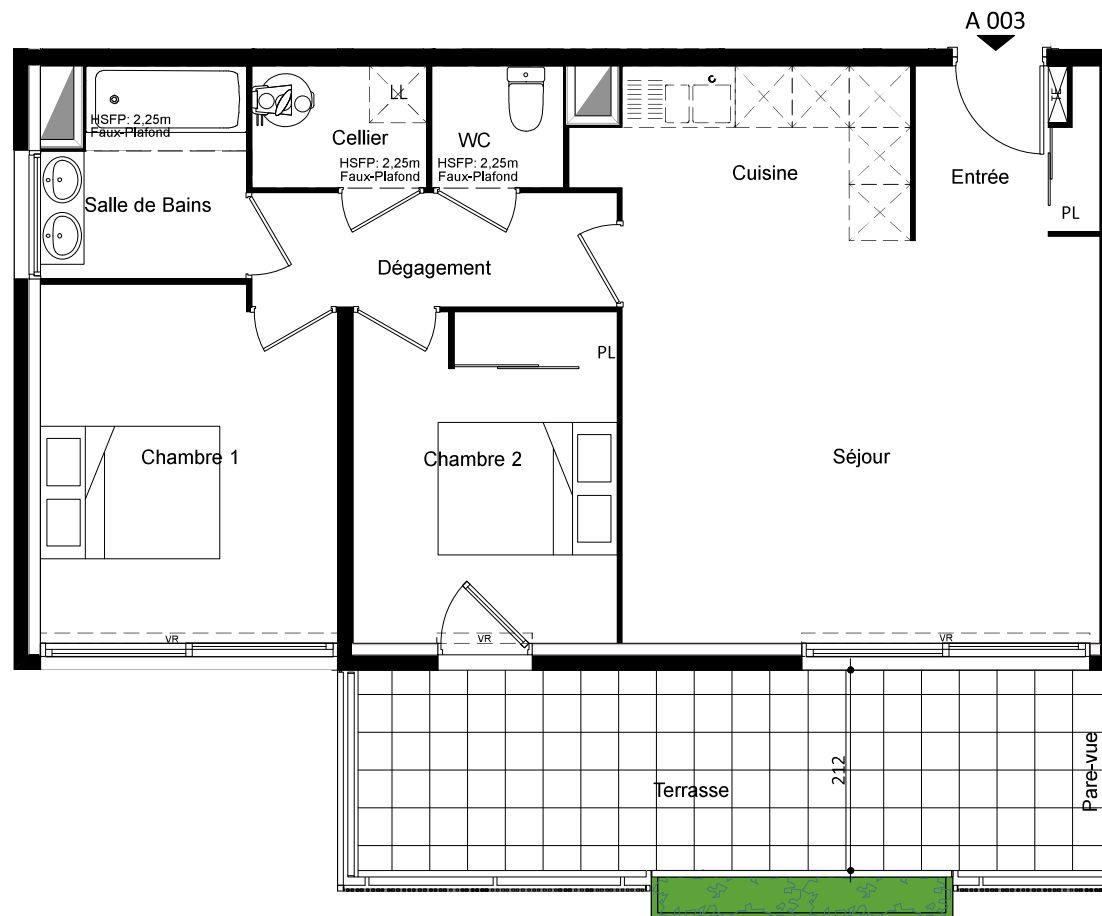 A 003
LL
HSFP: 2,25m
Faux-Plafond
Cellier
WC
HSFP: 2,25m
Faux-Plafond
HSFP: 2,25m
Faux-Plafond
Cuisine
Entrée
TE
PL
Salle de Bains
Dégagement
PL
Chambre 1
Chambre 2
Séjour
VR
VR
VR
Terrasse
212
Pare-vue